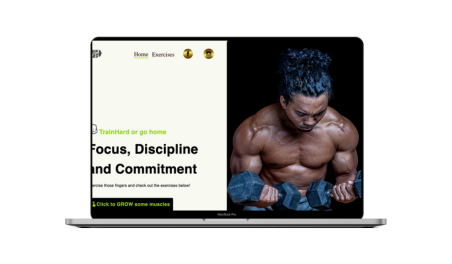 Home Exercises
TrainHard or go home
Focus, Discipline
and Commitment
exercise those fingers and check out the exercises below!
Click to GROW some muscles
MacBook Pro